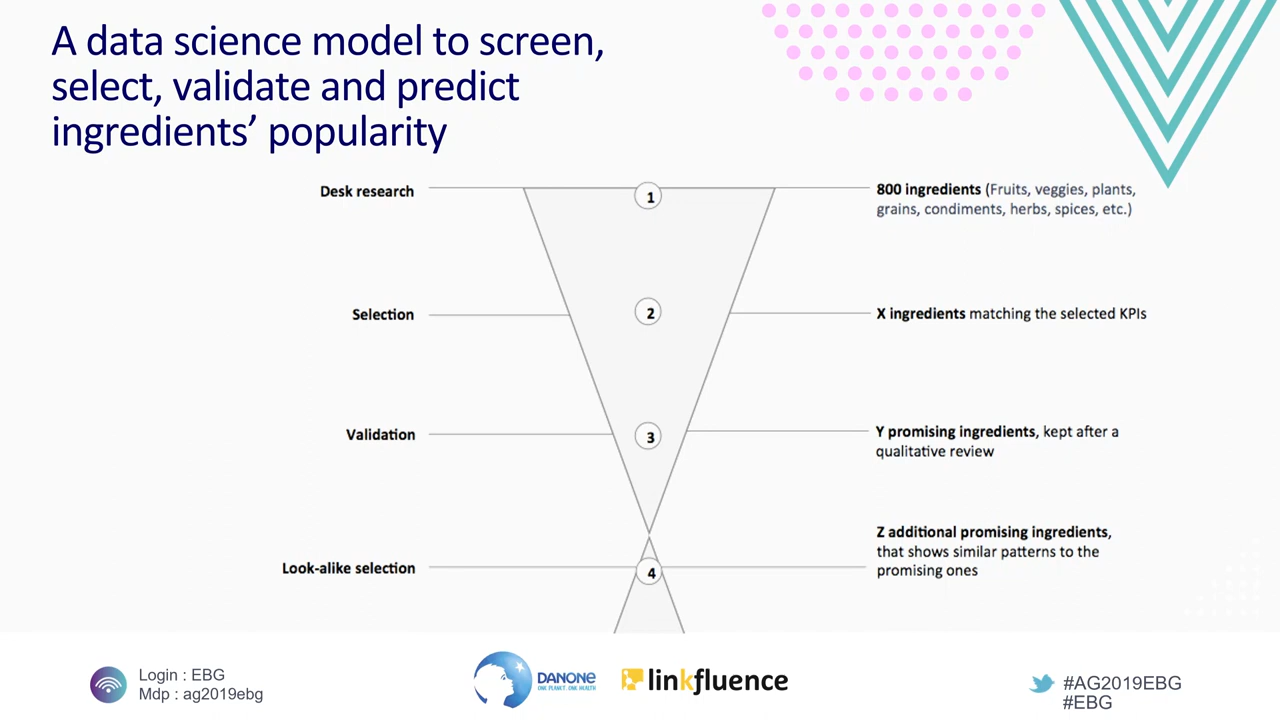 A data science model to screen,
select, validate and predict
ingredients’ popularity
Desk research
1
800 ingredients (Fruits, veggies, plants,
grains, condiments, herbs, spices, etc.)
Selection
2
X ingredients matching the selected KPIs
Validation
3
Y promising ingredients, kept after a
qualitative review
Look-alike selection
4
Z additional promising ingredients,
that shows similar patterns to the
promising ones
Login : EBG
Mdp : ag2019ebg
DANONE
ONE PLANET. ONE HEALTH
linkfluence
#AG2019EBG
#EBG